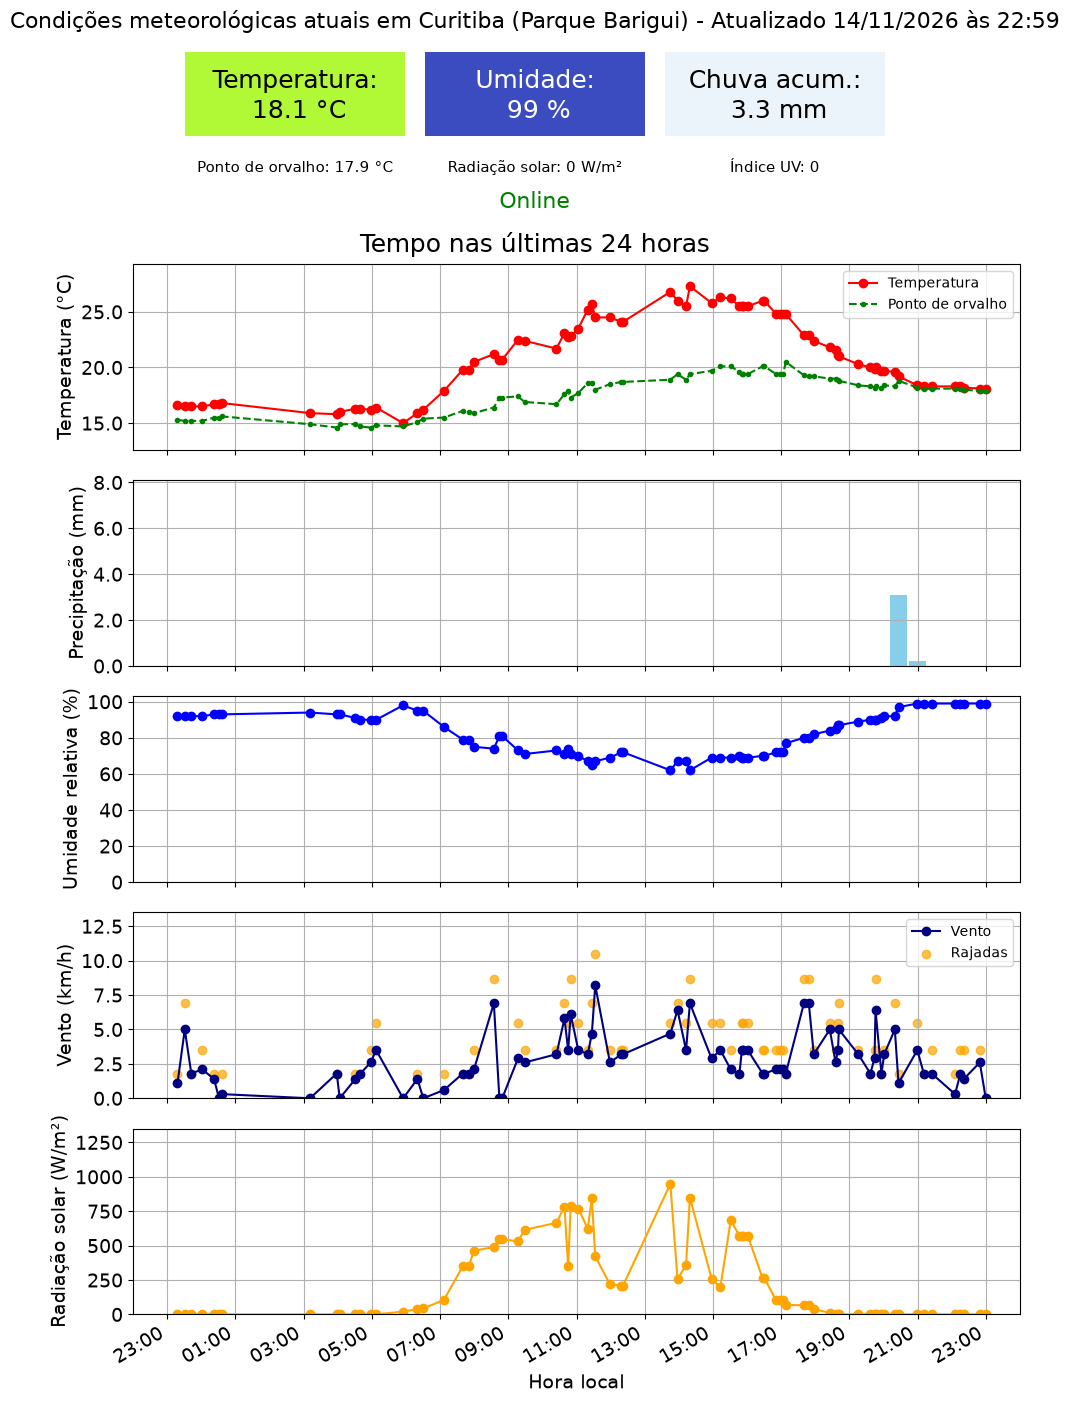 Condições meteorológicas atuais em Curitiba (Parque Barigui) - Atualizado 14/11/2026 às 22:59
Temperatura:
18.1 °C
Umidade:
99 %
Chuva acum.:
3.3 mm
Ponto de orvalho: 17.9 °C
Radiação solar: 0 W/m²
Índice UV: 0
Online
Tempo nas últimas 24 horas
Temperatura (°C)
25.0
20.0
15.0
Temperatura
Ponto de orvalho
Precipitação (mm)
8.0
6.0
4.0
2.0
0.0
Umidade relativa (%)
100
80
60
40
20
0
Vento (km/h)
12.5
10.0
7.5
5.0
2.5
0.0
Vento
Rajadas
Radiação solar (W/m²)
1250
1000
750
500
250
0
23:00
01:00
03:00
05:00
07:00
09:00
11:00
13:00
15:00
17:00
19:00
21:00
23:00
Hora local